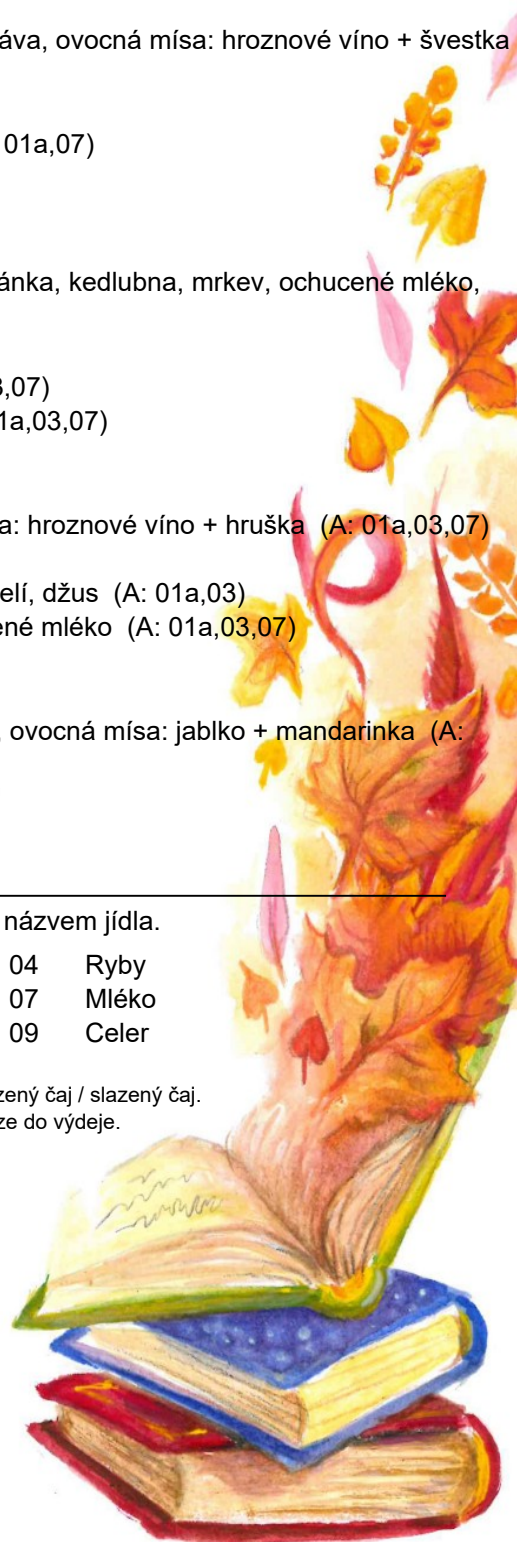 áva, ovocná mísa: hroznové víno + švestka
01a,07)
ánka, kedlubna, mrkev, ochucené mléko,
,07)
1a,03,07)
a: hroznové víno + hruška (A: 01a,03,07)
elí, džus (A: 01a,03)
ené mléko (A: 01a,03,07)
ovocná mísa: jablko + mandarinka (A:
názvem jídla.
04 Ryby
07 Mléko
09 Celer
zený čaj / slazený čaj.
ze do výdeje.